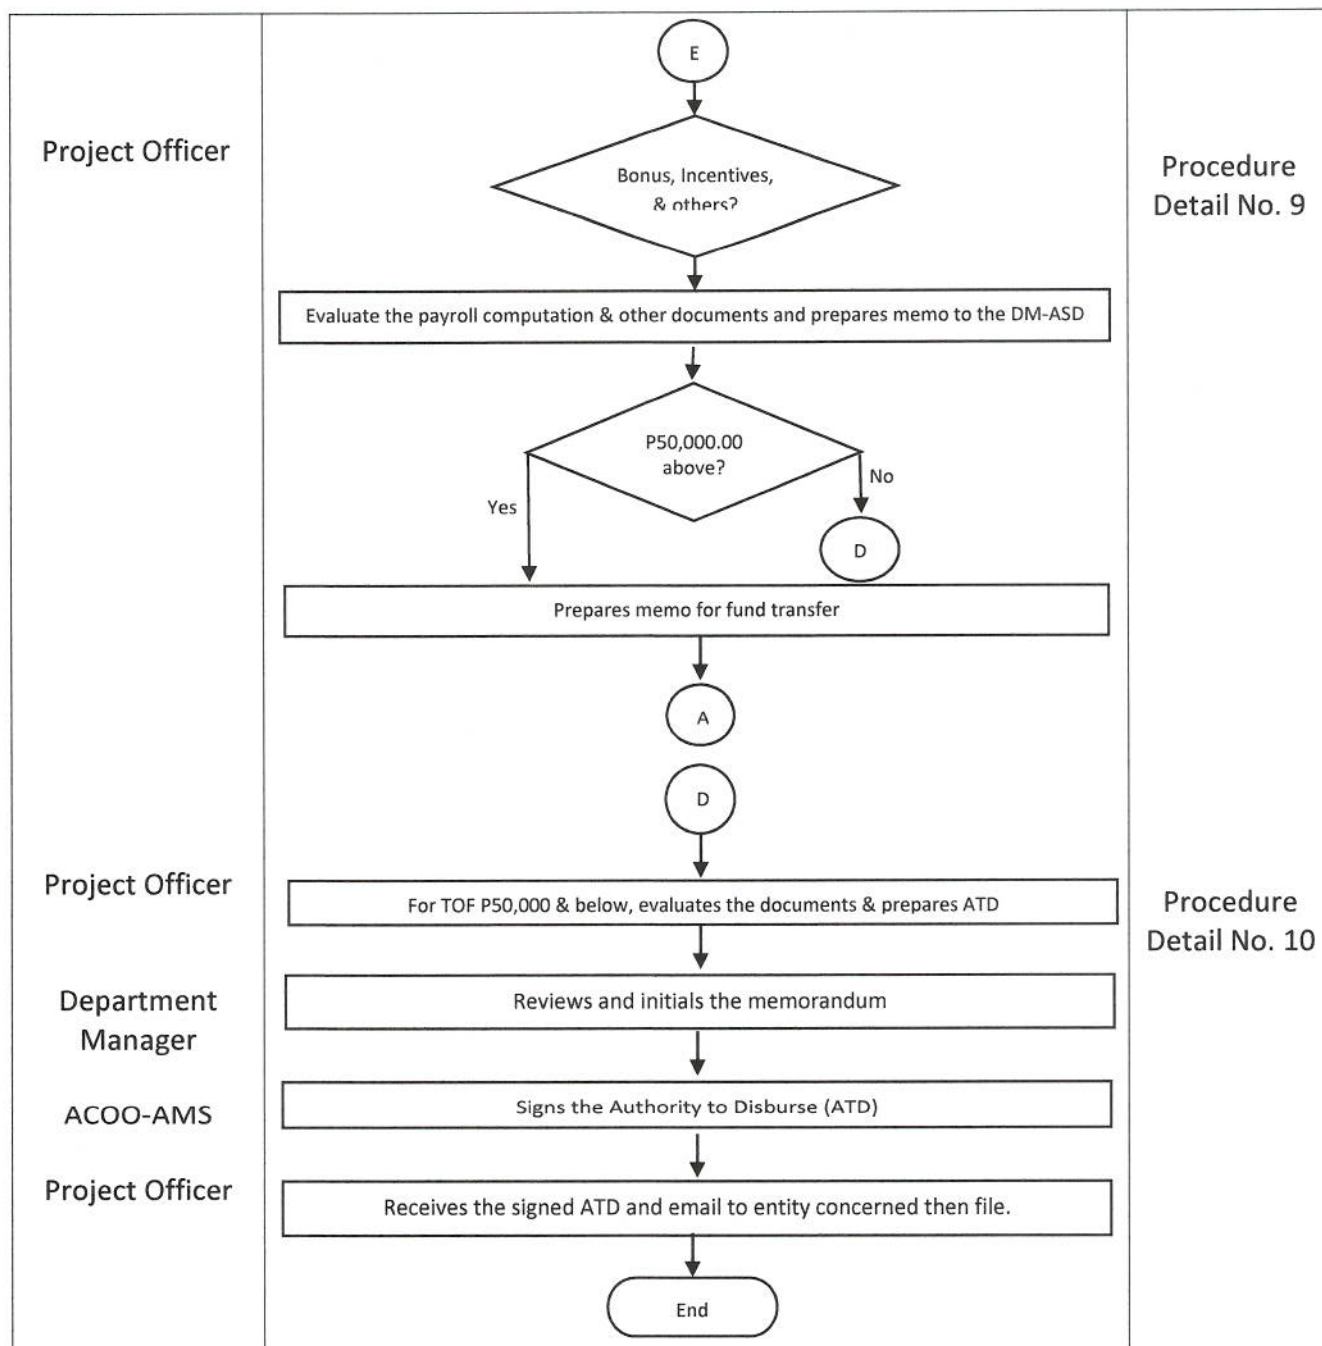 E
Project Officer
Bonus, Incentives,
& others?
Procedure
Detail No. 9
Evaluate the payroll computation & other documents and prepares memo to the DM-ASD
P50,000.00
above?
Yes
No
D
Prepares memo for fund transfer
A
D
Project Officer
For TOF P50,000 & below, evaluates the documents & prepares ATD
Procedure
Detail No. 10
Department
Manager
Reviews and initials the memorandum
ACOO-AMS
Signs the Authority to Disburse (ATD)
Project Officer
Receives the signed ATD and email to entity concerned then file.
End